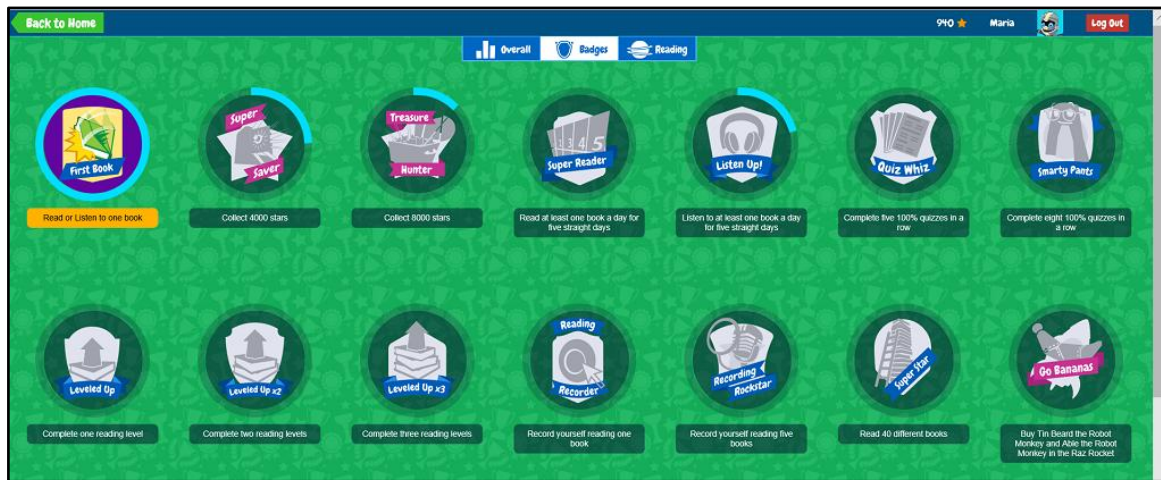 Back to Home
940
Maria
Log Out
Overall
Badges
Reading
First Book
Super
Saver
Treasure
Hunter
1 2 3 4 5
Super Reader
Listen Up!
Quiz Whiz
Smarty Pants
Read or Listen to one book
Collect 4000 stars
Collect 8000 stars
Read at least one book a day for
five straight days
Listen to at least one book a day
for five straight days
Complete five 100% quizzes in a
row
Complete eight 100% quizzes in
a row
Leveled Up
Leveled Up x2
Leveled Up x3
Reading
Recorder
Recording
Rockstar
Super Star
Go Bananas
Complete one reading level
Complete two reading levels
Complete three reading levels
Record yourself reading one
book
Record yourself reading five
books
Read 40 different books
Buy Tin Beard the Robot
Monkey and Able the Robot
Monkey in the Raz Rocket